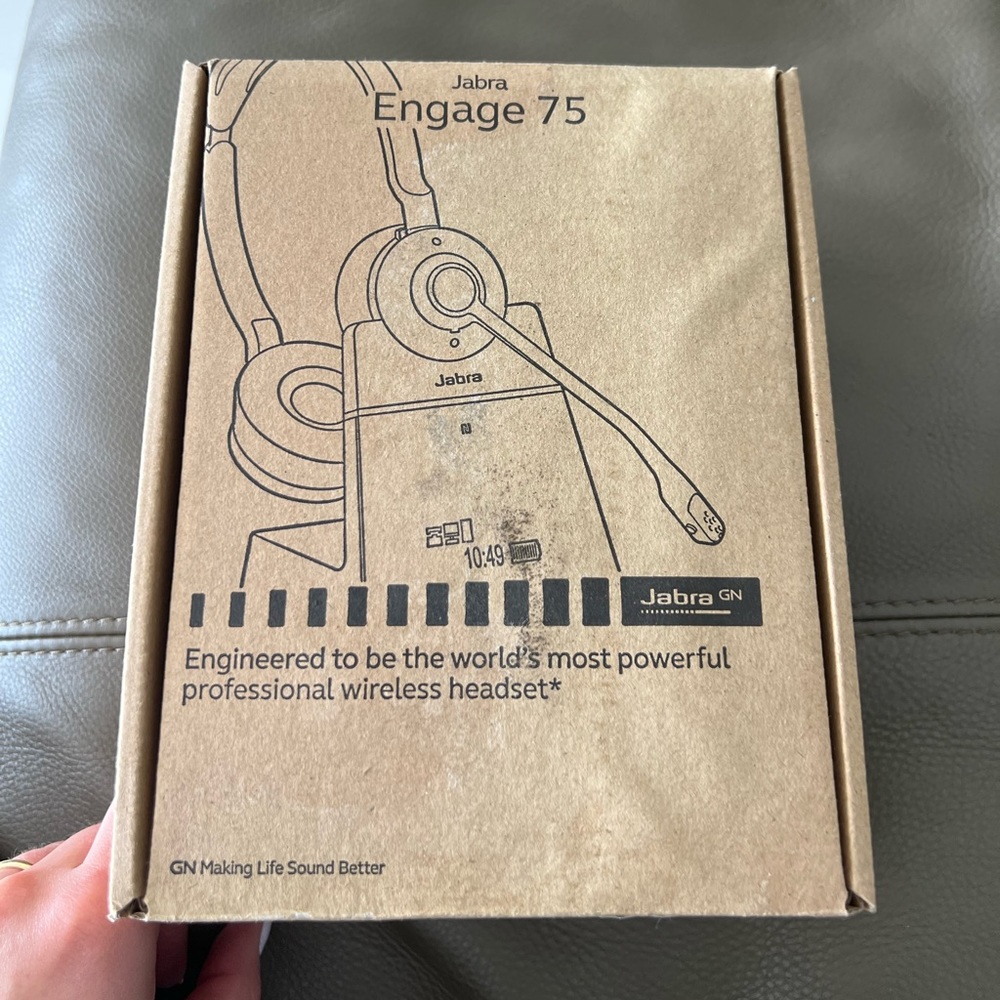 Jabra
Engage 75
Jabra
10:49
Jabra GN
Engineered to be the world's most powerful
professional wireless headset*
GN Making Life Sound Better